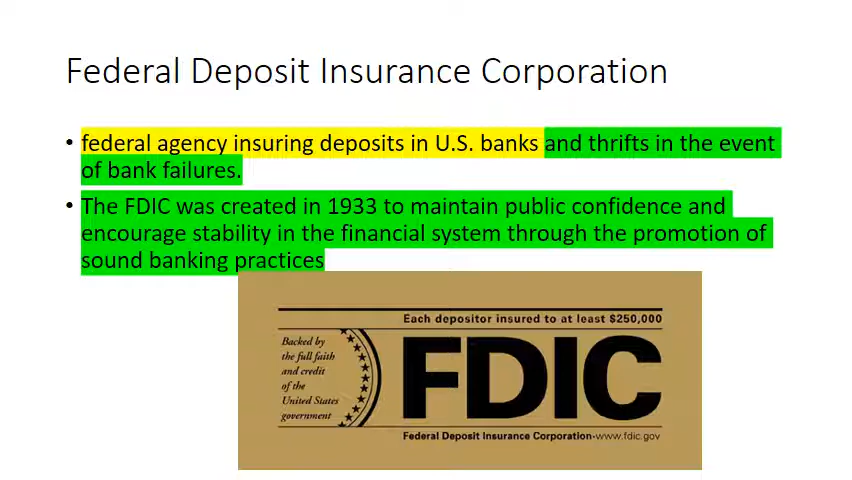 Federal Deposit Insurance Corporation
• federal agency insuring deposits in U.S. banks and thrifts in the event
of bank failures.
• The FDIC was created in 1933 to maintain public confidence and
encourage stability in the financial system through the promotion of
sound banking practices
Each depositor insured to at least $250,000
Backed by
the full faith
and credit
of the
United States
government
FDIC
Federal Deposit Insurance Corporation·www.fdic.gov